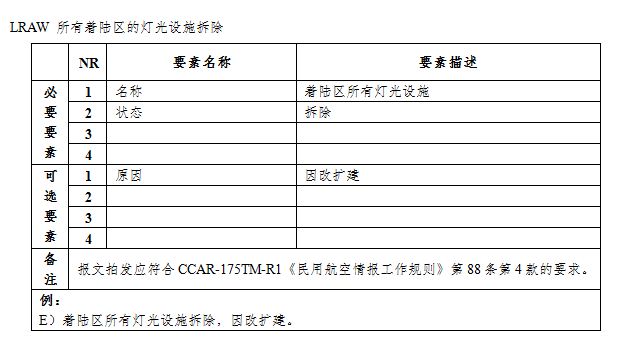 LRAW 所有着陆区的灯光设施拆除
NR 要素名称 要素描述
必要要素
1 名称 着陆区所有灯光设施
2 状态 拆除
3
4
可选要素
1 原因 因改扩建
2
3
4
备注 报文拍发应符合 CCAR-175TM-R1《民用航空情报工作规则》第 88 条第 4 款的要求。
例：
E）着陆区所有灯光设施拆除，因改扩建。